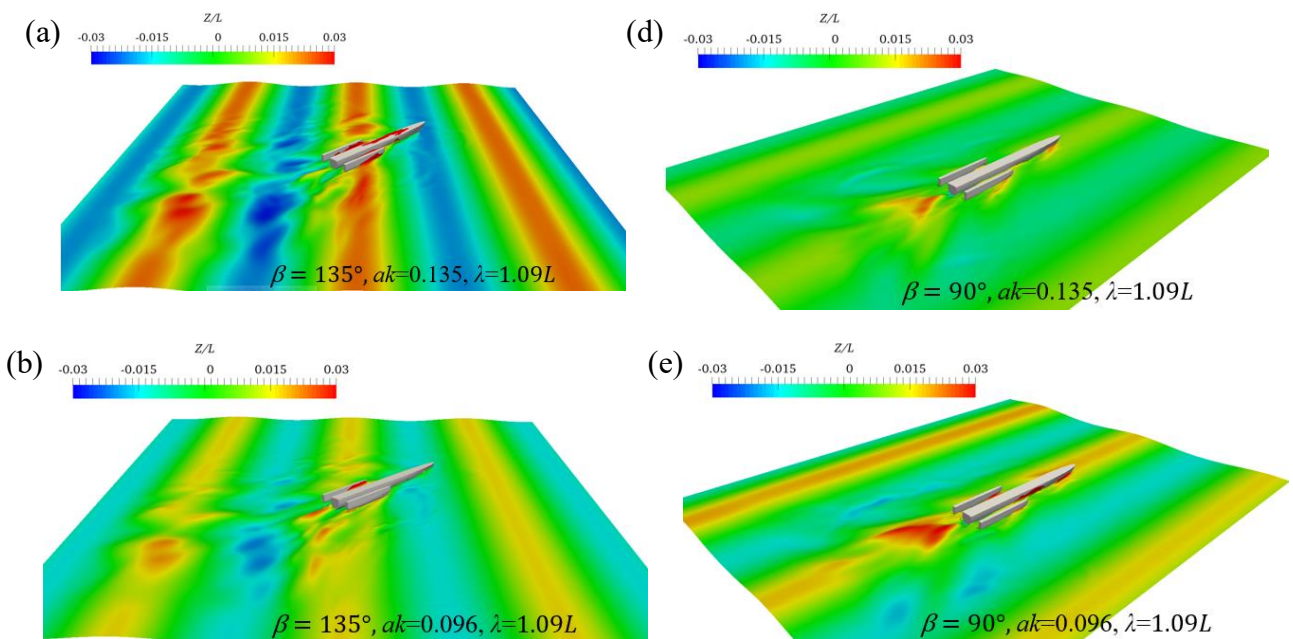 (a)
Z/L
-0.03 -0.015 0 0.015 0.03
β = 135°, ak=0.135, λ=1.09L
(d)
Z/L
-0.03 -0.015 0 0.015 0.03
β = 90°, ak=0.135, λ=1.09L
(b)
Z/L
-0.03 -0.015 0 0.015 0.03
β = 135°, ak=0.096, λ=1.09L
(e)
Z/L
-0.03 -0.015 0 0.015 0.03
β = 90°, ak=0.096, λ=1.09L